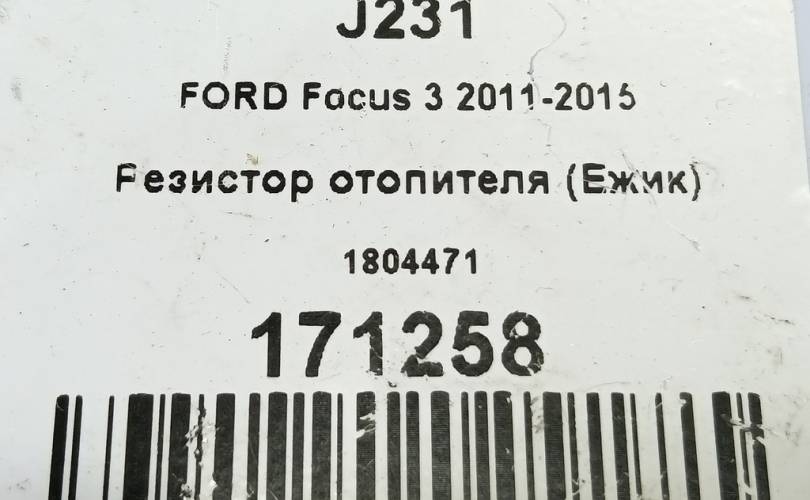 J231
FORD Focus 3 2011-2015
Резистор отопителя (Ежик)
1804471
171258